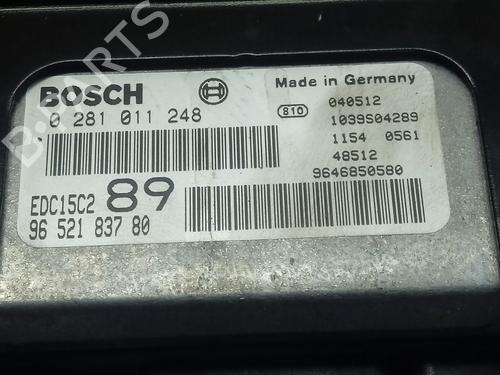 BOSCH
Made in Germany
0 281 011 248
810
040512
1039S04289
1154 0561
48512
9646850580
EDC15C2 89
96 521 837 80
B-PARTS